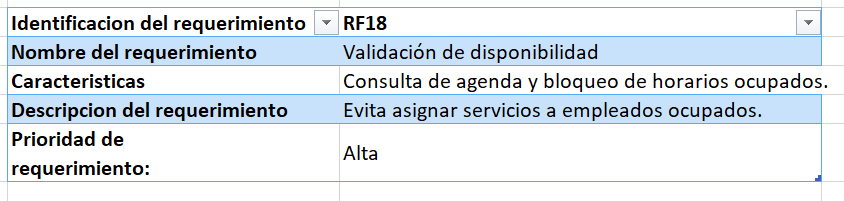 Identificacion del requerimiento RF18
Nombre del requerimiento Validación de disponibilidad
Caracteristicas Consulta de agenda y bloqueo de horarios ocupados.
Descripcion del requerimiento Evita asignar servicios a empleados ocupados.
Prioridad de
requerimiento: Alta